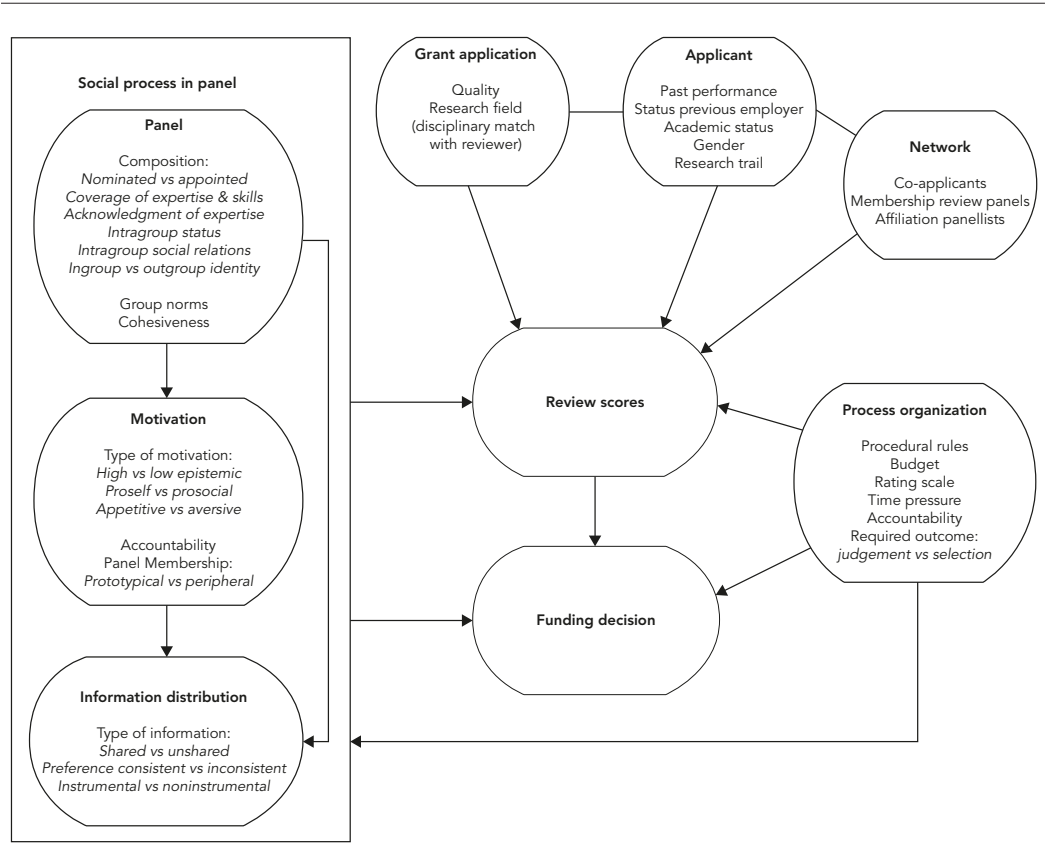 Social process in panel
Panel
Composition:
Nominated vs appointed
Coverage of expertise & skills
Acknowledgment of expertise
Intragroup status
Intragroup social relations
Ingroup vs outgroup identity
Group norms
Cohesiveness
Motivation
Type of motivation:
High vs low epistemic
Proself vs prosocial
Appetitive vs aversive
Accountability
Panel Membership:
Prototypical vs peripheral
Information distribution
Type of information:
Shared vs unshared
Preference consistent vs inconsistent
Instrumental vs noninstrumental
Grant application
Quality
Research field
(disciplinary match
with reviewer)
Applicant
Past performance
Status previous employer
Academic status
Gender
Research trail
Network
Co-applicants
Membership review panels
Affiliation panellists
Review scores
Process organization
Procedural rules
Budget
Rating scale
Time pressure
Accountability
Required outcome:
judgement vs selection
Funding decision